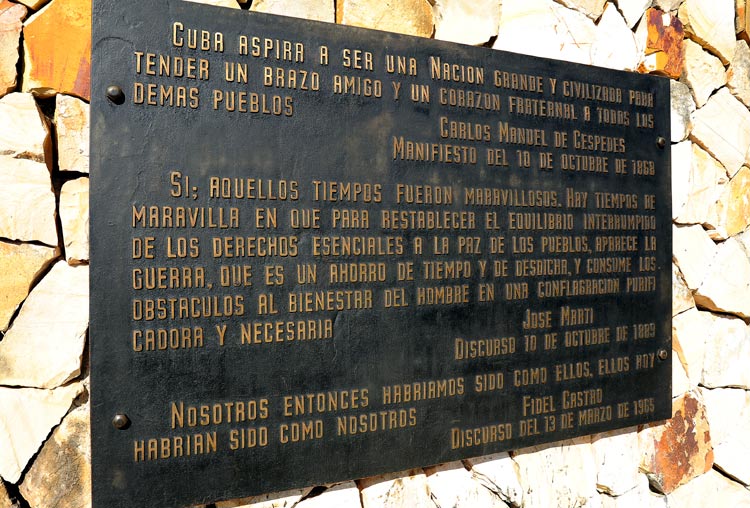 CUBA ASPIRA A SER UNA NACION GRANDE Y CIVILIZADA PARA
TENDER UN BRAZO AMIGO Y UN CORAZON FRATERNAL A TODAS LOS
DEMAS PUEBLOS
CARLOS MANUEL DE CESPEDES
MANIFIESTO DEL 10 DE OCTUBRE DE 1868
SI; AQUELLOS TIEMPOS FUERON MARAVILLOSOS. HAY TIEMPOS DE
MARAVILLA EN QUE PARA RESTABLECER EL EQUILIBRIO INTERRUMPIDO
DE LOS DERECHOS ESENCIALES A LA PAZ DE LOS PUEBLOS, APARECE LA
GUERRA, QUE ES UN AHORRO DE TIEMPO Y DE DESDICHA, Y CONSUME LOS
OBSTACULOS AL BIENESTAR DEL HOMBRE EN UNA CONFLAGRACION PURIFI
CADORA Y NECESARIA
JOSE MARTI
DISCURSO 10 DE OCTUBRE DE 1889
NOSOTROS ENTONCES HABRIAMOS SIDO COMO ELLOS, ELLOS HOY
HABRIAN SIDO COMO NOSOTROS
FIDEL CASTRO
DISCURSO DEL 13 DE MARZO DE 1965